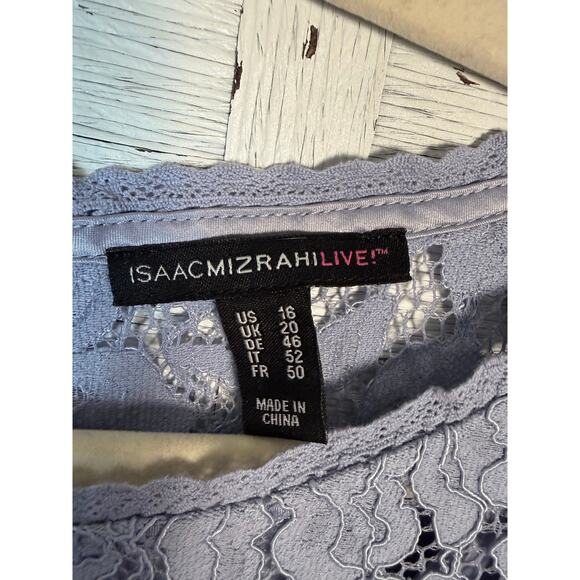 ISAACMIZRAHILIVE!™
US 16
UK 20
DE 46
IT 52
FR 50
MADE IN
CHINA